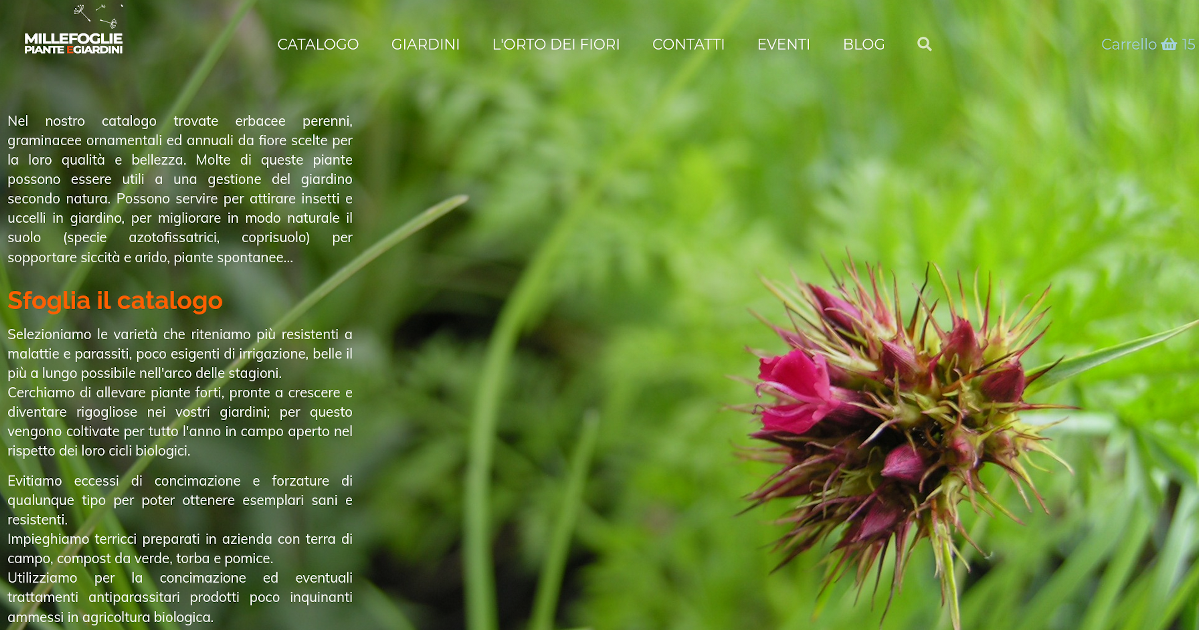 MILLEFOGLIE
PIANTE EGIARDINI
CATALOGO GIARDINI L'ORTO DEI FIORI CONTATTI EVENTI BLOG Carrello 15
Nel nostro catalogo trovate erbacee perenni,
graminacee ornamentali ed annuali da fiore scelte per
la loro qualità e bellezza. Molte di queste piante
possono essere utili a una gestione del giardino
secondo natura. Possono servire per attirare insetti e
uccelli in giardino, per migliorare in modo naturale il
suolo (specie azotofissatrici, coprisuolo) per
sopportare siccità e arido, piante spontanee...
Sfoglia il catalogo
Selezioniamo le varietà che riteniamo più resistenti a
malattie e parassiti, poco esigenti di irrigazione, belle il
più a lungo possibile nell'arco delle stagioni.
Cerchiamo di allevare piante forti, pronte a crescere e
diventare rigogliose nei vostri giardini; per questo
vengono coltivate per tutto l'anno in campo aperto nel
rispetto dei loro cicli biologici.
Evitiamo eccessi di concimazione e forzature di
qualunque tipo per poter ottenere esemplari sani e
resistenti.
Impieghiamo terricci preparati in azienda con terra di
campo, compost da verde, torba e pomice.
Utilizziamo per la concimazione ed eventuali
trattamenti antiparassitari prodotti poco inquinanti
ammessi in agricoltura biologica.